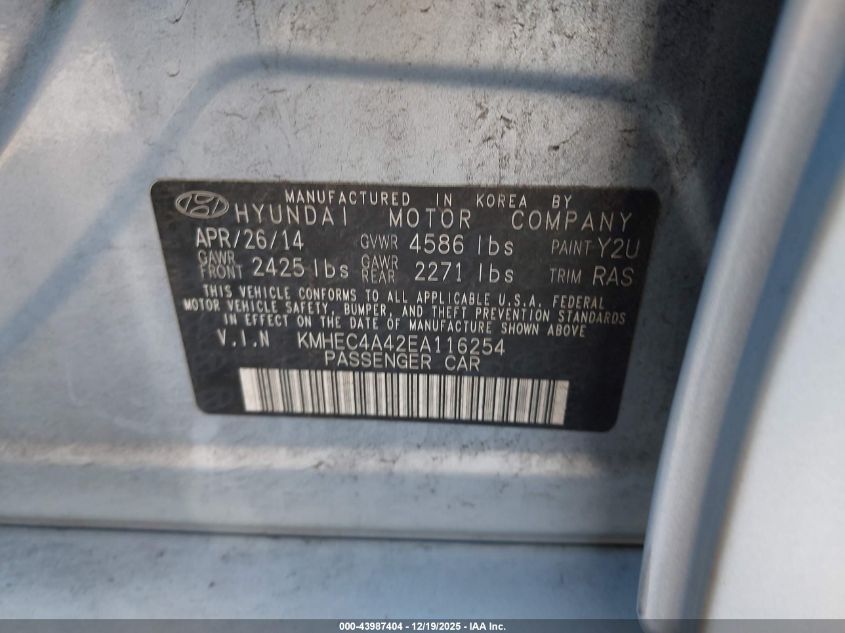 MANUFACTURED IN KOREA BY
HYUNDAI MOTOR COMPANY
APR/26/14 GVWR 4586 lbs PAINT Y2U
GAWR FRONT 2425 lbs GAWR REAR 2271 lbs TRIM RAS
THIS VEHICLE CONFORMS TO ALL APPLICABLE U.S.A. FEDERAL
MOTOR VEHICLE SAFETY, BUMPER, AND THEFT PREVENTION STANDARDS
IN EFFECT ON THE DATE OF MANUFACTURE SHOWN ABOVE
V.I.N KMHEC4A42EA116254
PASSENGER CAR
000-43987404 • 12/19/2025 - IAA Inc.